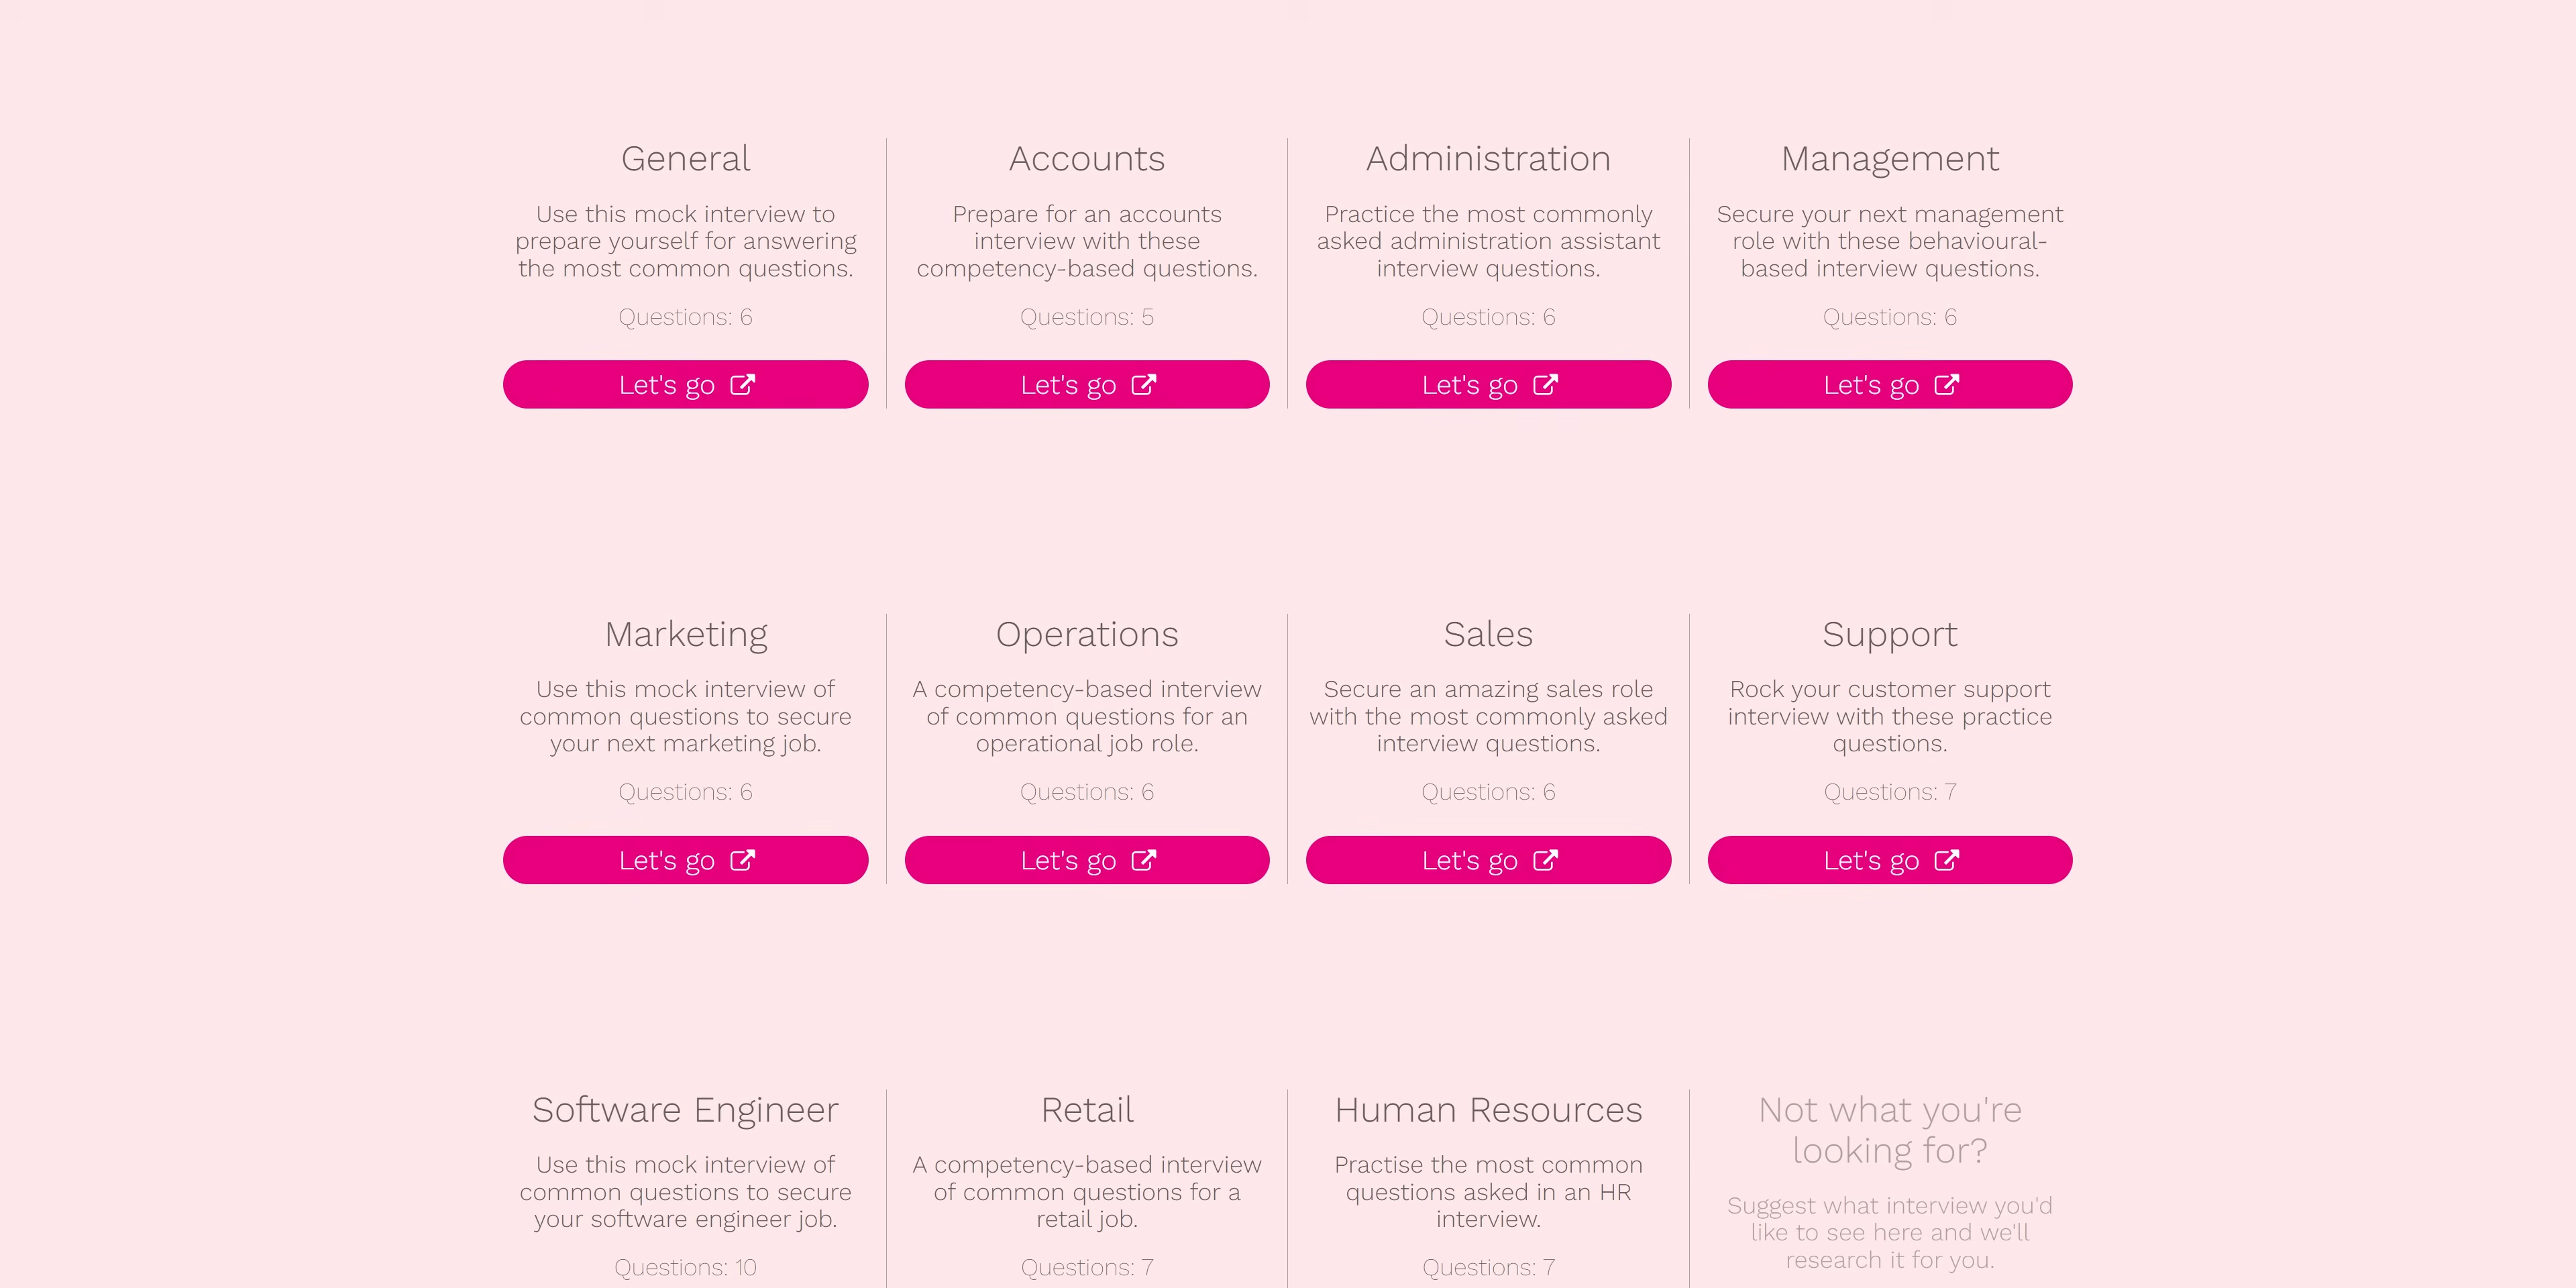 General
Use this mock interview to
prepare yourself for answering
the most common questions.
Questions: 6
Let's go
Accounts
Prepare for an accounts
interview with these
competency-based questions.
Questions: 5
Let's go
Administration
Practice the most commonly
asked administration assistant
interview questions.
Questions: 6
Let's go
Management
Secure your next management
role with these behavioural-
based interview questions.
Questions: 6
Let's go
Marketing
Use this mock interview of
common questions to secure
your next marketing job.
Questions: 6
Let's go
Operations
A competency-based interview
of common questions for an
operational job role.
Questions: 6
Let's go
Sales
Secure an amazing sales role
with the most commonly asked
interview questions.
Questions: 6
Let's go
Support
Rock your customer support
interview with these practice
questions.
Questions: 7
Let's go
Software Engineer
Use this mock interview of
common questions to secure
your software engineer job.
Questions: 10
Retail
A competency-based interview
of common questions for a
retail job.
Questions: 7
Human Resources
Practise the most common
questions asked in an HR
interview.
Questions: 7
Not what you're
looking for?
Suggest what interview you'd
like to see here and we'll
research it for you.